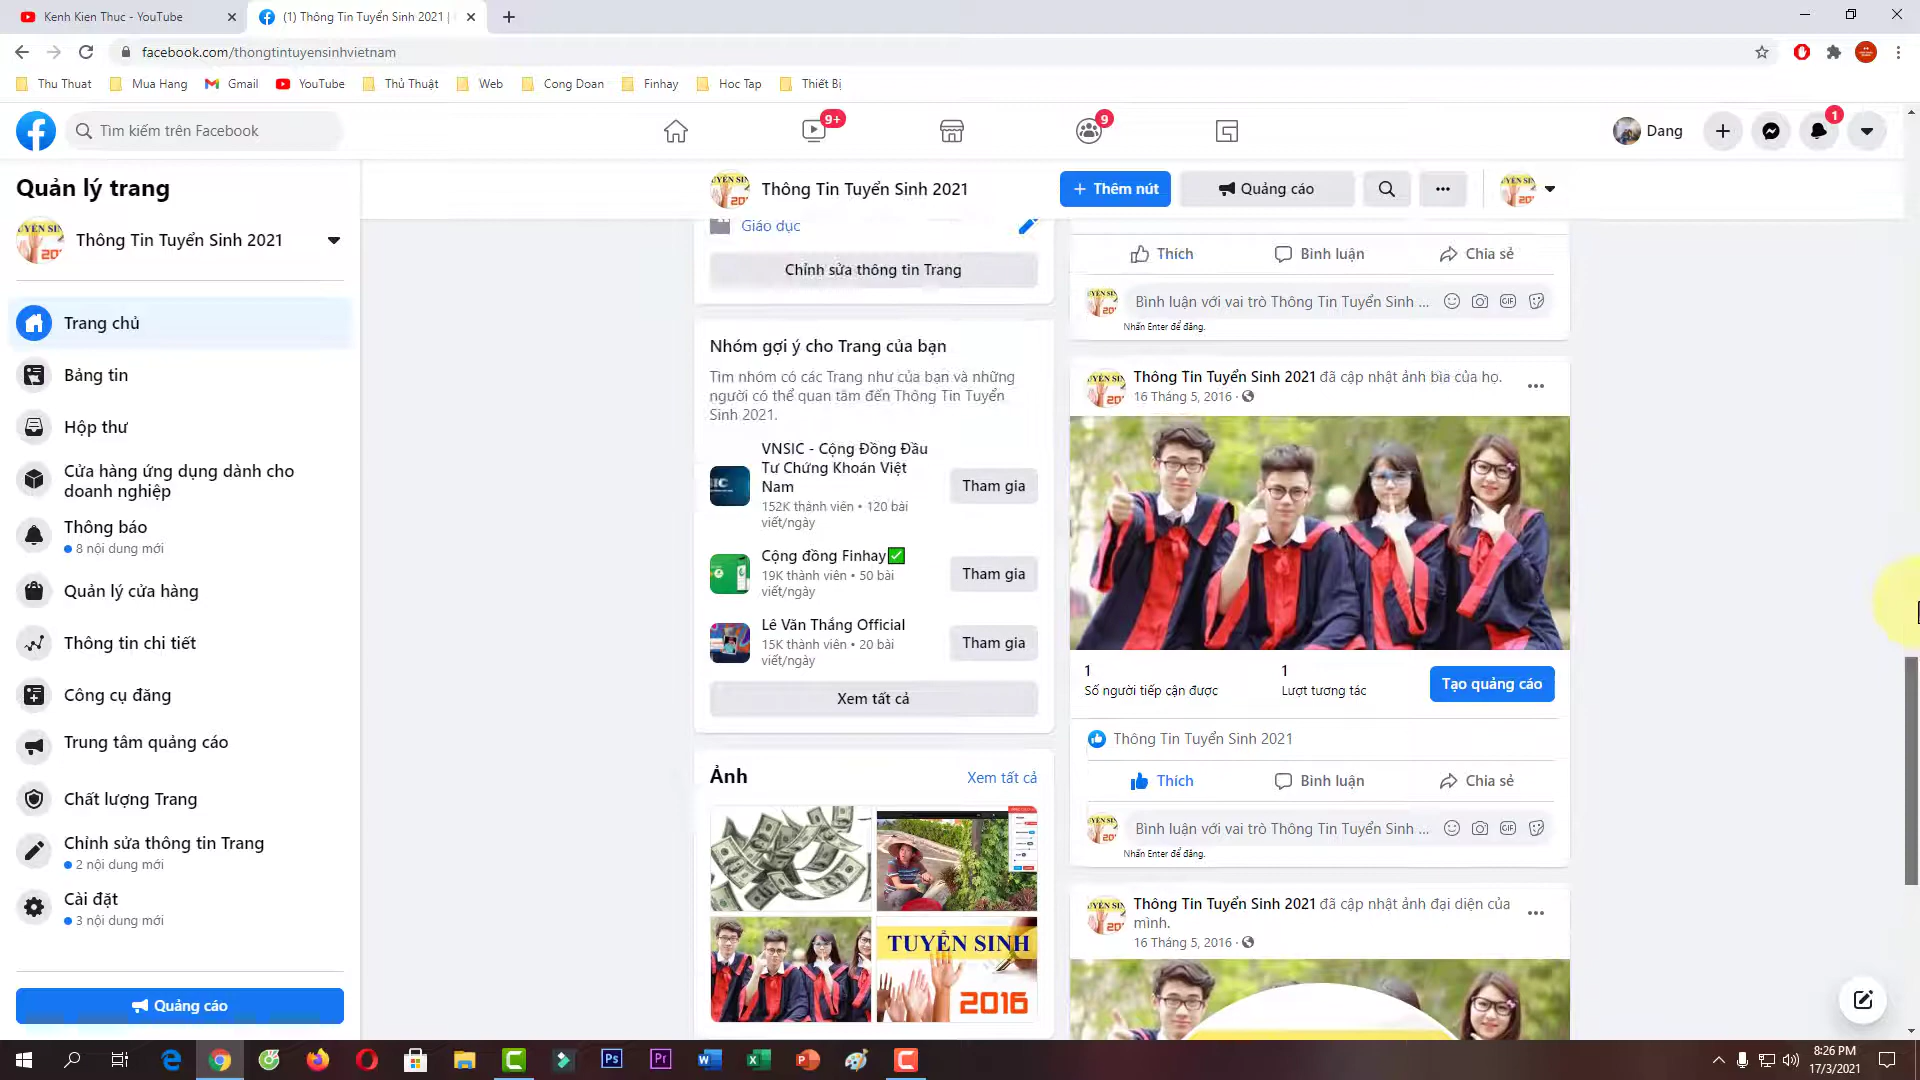 Kenh Kien Thuc - YouTube
(1) Thông Tin Tuyển Sinh 2021 |
facebook.com/thongtintuyensinhvietnam
Thu Thuat
Mua Hang
Gmail
YouTube
Thủ Thuật
Web
Cong Doan
Finhay
Hoc Tap
Thiết Bị
Tìm kiếm trên Facebook
9+
9
Dang
1
Quản lý trang
Thông Tin Tuyển Sinh 2021
Trang chủ
Bảng tin
Hộp thư
Cửa hàng ứng dụng dành cho
doanh nghiệp
Thông báo
8 nội dung mới
Quản lý cửa hàng
Thông tin chi tiết
Công cụ đăng
Trung tâm quảng cáo
Chất lượng Trang
Chỉnh sửa thông tin Trang
2 nội dung mới
Cài đặt
3 nội dung mới
Quảng cáo
Thông Tin Tuyển Sinh 2021
+ Thêm nút
Quảng cáo
Giáo dục
Chỉnh sửa thông tin Trang
Nhóm gợi ý cho Trang của bạn
Tìm nhóm có các Trang như của bạn và những
người có thể quan tâm đến Thông Tin Tuyển
Sinh 2021.
VNSIC - Cộng Đồng Đầu
Tư Chứng Khoán Việt
Nam
152K thành viên • 120 bài
viết/ngày
Tham gia
Cộng đồng Finhay✅
19K thành viên • 50 bài
viết/ngày
Tham gia
Lê Văn Thắng Official
15K thành viên • 20 bài
viết/ngày
Tham gia
Xem tất cả
Ảnh
Xem tất cả
TUYỂN SINH
2016
Thích
Bình luận
Chia sẻ
Bình luận với vai trò Thông Tin Tuyển Sinh ...
GIF
Nhấn Enter để đăng.
Thông Tin Tuyển Sinh 2021 đã cập nhật ảnh bìa của họ.
16 Tháng 5, 2016 ·
1
Số người tiếp cận được
1
Lượt tương tác
Tạo quảng cáo
Thông Tin Tuyển Sinh 2021
Thích
Bình luận
Chia sẻ
Bình luận với vai trò Thông Tin Tuyển Sinh ...
GIF
Nhấn Enter để đăng.
Thông Tin Tuyển Sinh 2021 đã cập nhật ảnh đại diện của
mình.
16 Tháng 5, 2016 ·
8:26 PM
17/3/2021